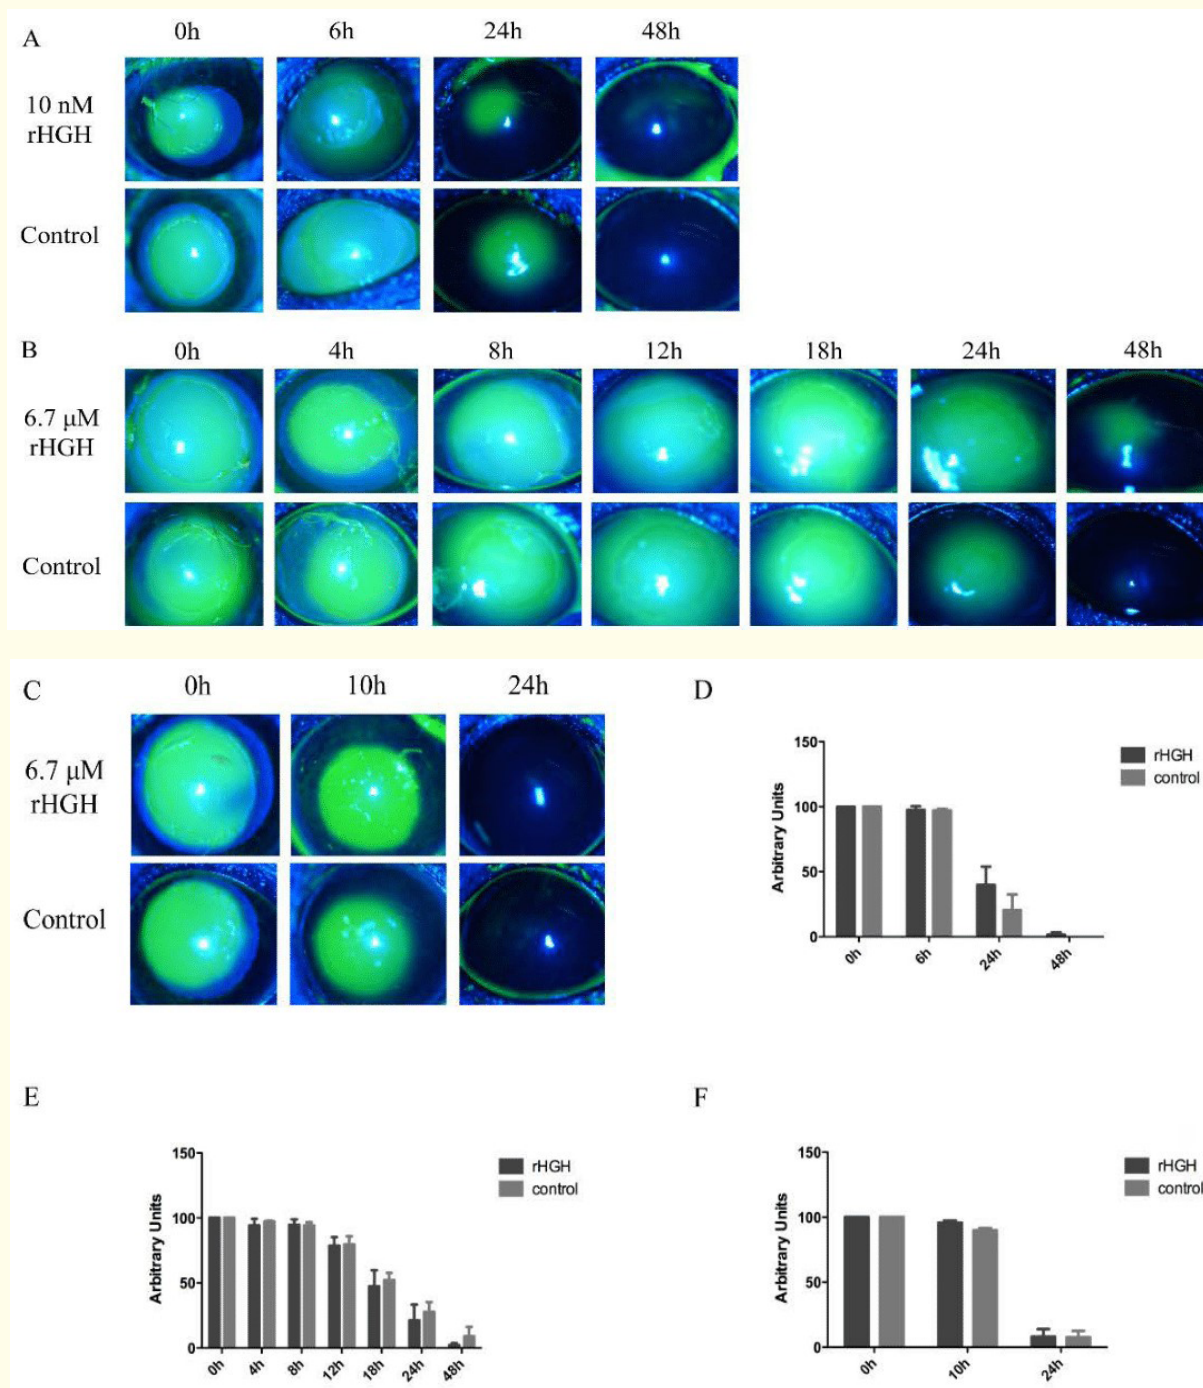 A
0h 6h 24h 48h
10 nM
rHGH
Control
B
0h 4h 8h 12h 18h 24h 48h
6.7 μM
rHGH
Control
C
0h 10h 24h
6.7 μM
rHGH
Control
D
150
100
50
0
Arbitrary Units
rHGH
control
0h 6h 24h 48h
E
150
100
50
0
Arbitrary Units
rHGH
control
0h 4h 8h 12h 18h 24h 48h
F
150
100
50
0
Arbitrary Units
rHGH
control
0h 10h 24h